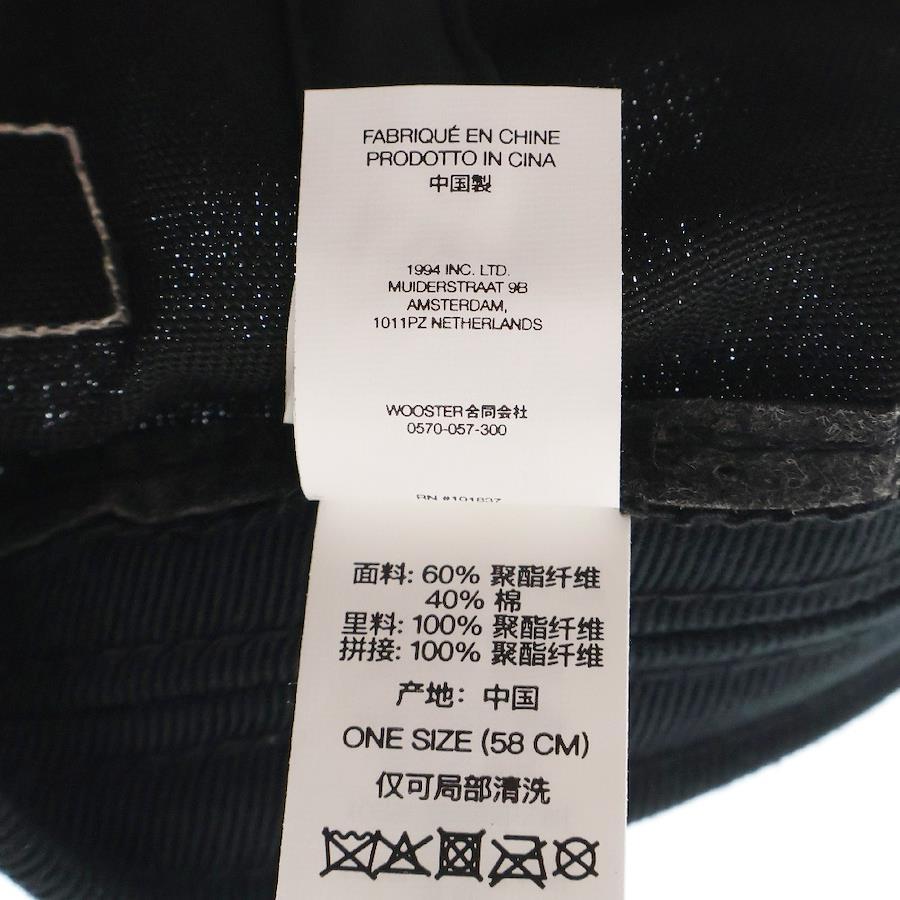 FABRIQUÉ EN CHINE
PRODOTTO IN CINA
中国製
1994 INC. LTD.
MUIDERSTRAAT 9B
AMSTERDAM,
1011PZ NETHERLANDS
WOOSTER合同会社
0570-057-300
RN #101837
面料: 60% 聚酯纤维
40% 棉
里料: 100% 聚酯纤维
拼接: 100% 聚酯纤维
产地: 中国
ONE SIZE (58 CM)
仅可局部清洗